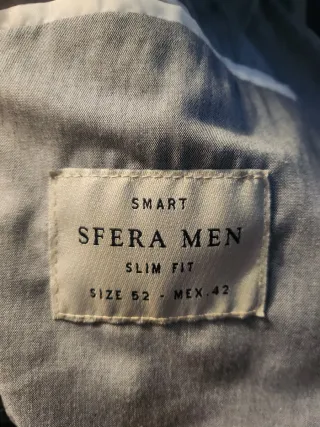 SMART
SFERA MEN
SLIM FIT
SIZE 52 - MEX.42